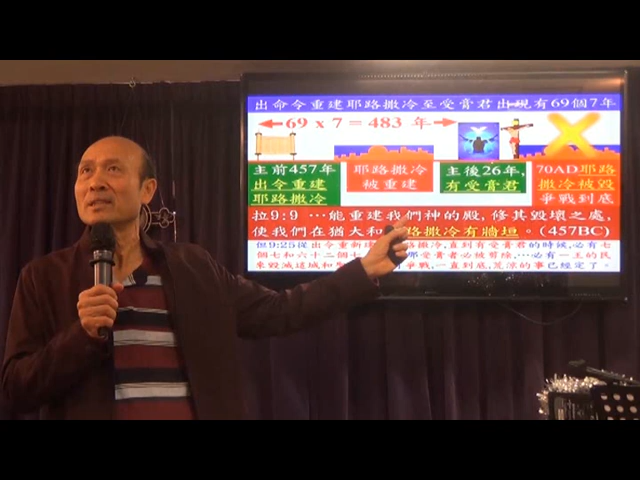 出命令重建耶路撒冷至受膏君出現有69個7年
69 x 7 = 483 年
主前457年
出令重建
耶路撒冷
耶路撒冷
被重建
主後26年,
有受膏君
70AD耶路
撒冷被毀
爭戰到底
拉9:9 …能重建我們神的殿, 修其毀壞之處,
使我們在猶大和 路撒冷有牆垣。(457BC)
但9:25從出令重新建 路撒冷,直到有受膏君的時候,必有七
個七和六十二個七 那受膏者必被剪除,…必有一王的民
來毀滅這城和 爭戰,一直到底,荒涼的事已經定了。